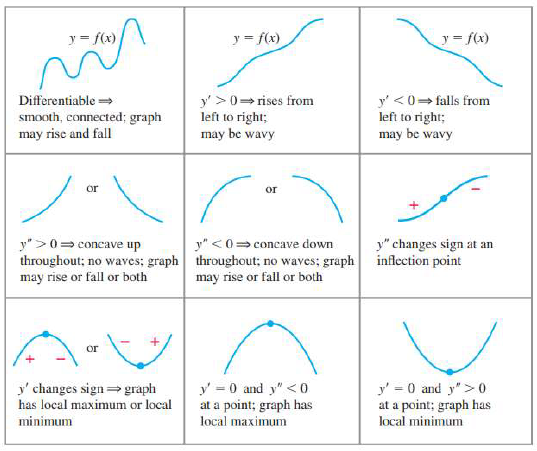 y = f(x)
Differentiable ⇒
smooth, connected; graph
may rise and fall
y = f(x)
y′ > 0 ⇒ rises from
left to right;
may be wavy
y = f(x)
y′ < 0 ⇒ falls from
left to right;
may be wavy
or
y″ > 0 ⇒ concave up
throughout; no waves; graph
may rise or fall or both
or
y″ < 0 ⇒ concave down
throughout; no waves; graph
may rise or fall or both
+ −
y″ changes sign at an
inflection point
+ − or − +
y′ changes sign ⇒ graph
has local maximum or local
minimum
y′ = 0 and y″ < 0
at a point; graph has
local maximum
y′ = 0 and y″ > 0
at a point; graph has
local minimum